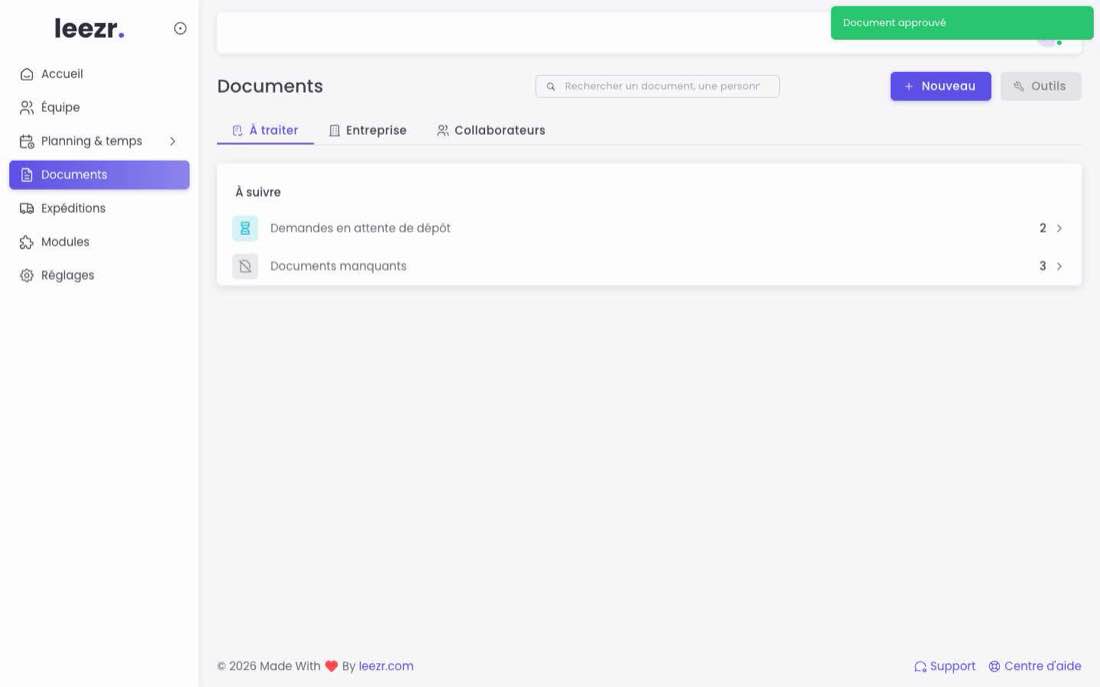 leezr.
Document approuvé
Accueil
Équipe
Planning & temps
Documents
Expéditions
Modules
Réglages
Documents
Rechercher un document, une personr
Nouveau
Outils
À traiter
Entreprise
Collaborateurs
À suivre
Demandes en attente de dépôt 2
Documents manquants 3
© 2026 Made With ❤️ By leezr.com
Support
Centre d'aide